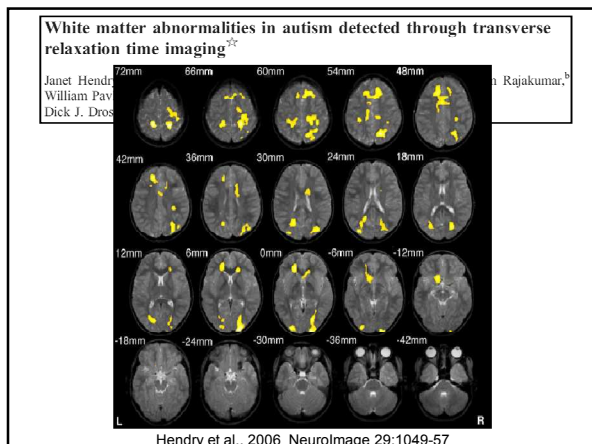 White matter abnormalities in autism detected through transverse
relaxation time imaging☆
Janet Hendry
Rajakumar,ᵇ
William Pav
Dick J. Dros
72mm 66mm 60mm 54mm 48mm
42mm 36mm 30mm 24mm 18mm
12mm 6mm 0mm -6mm -12mm
-18mm -24mm -30mm -36mm -42mm
L R
Hendry et al., 2006 NeuroImage 29:1049-57